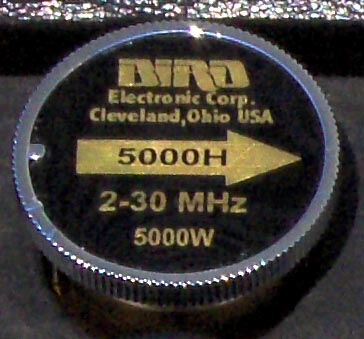 BIRD
Electronic Corp.
Cleveland,Ohio USA
5000H
2-30 MHz
5000W